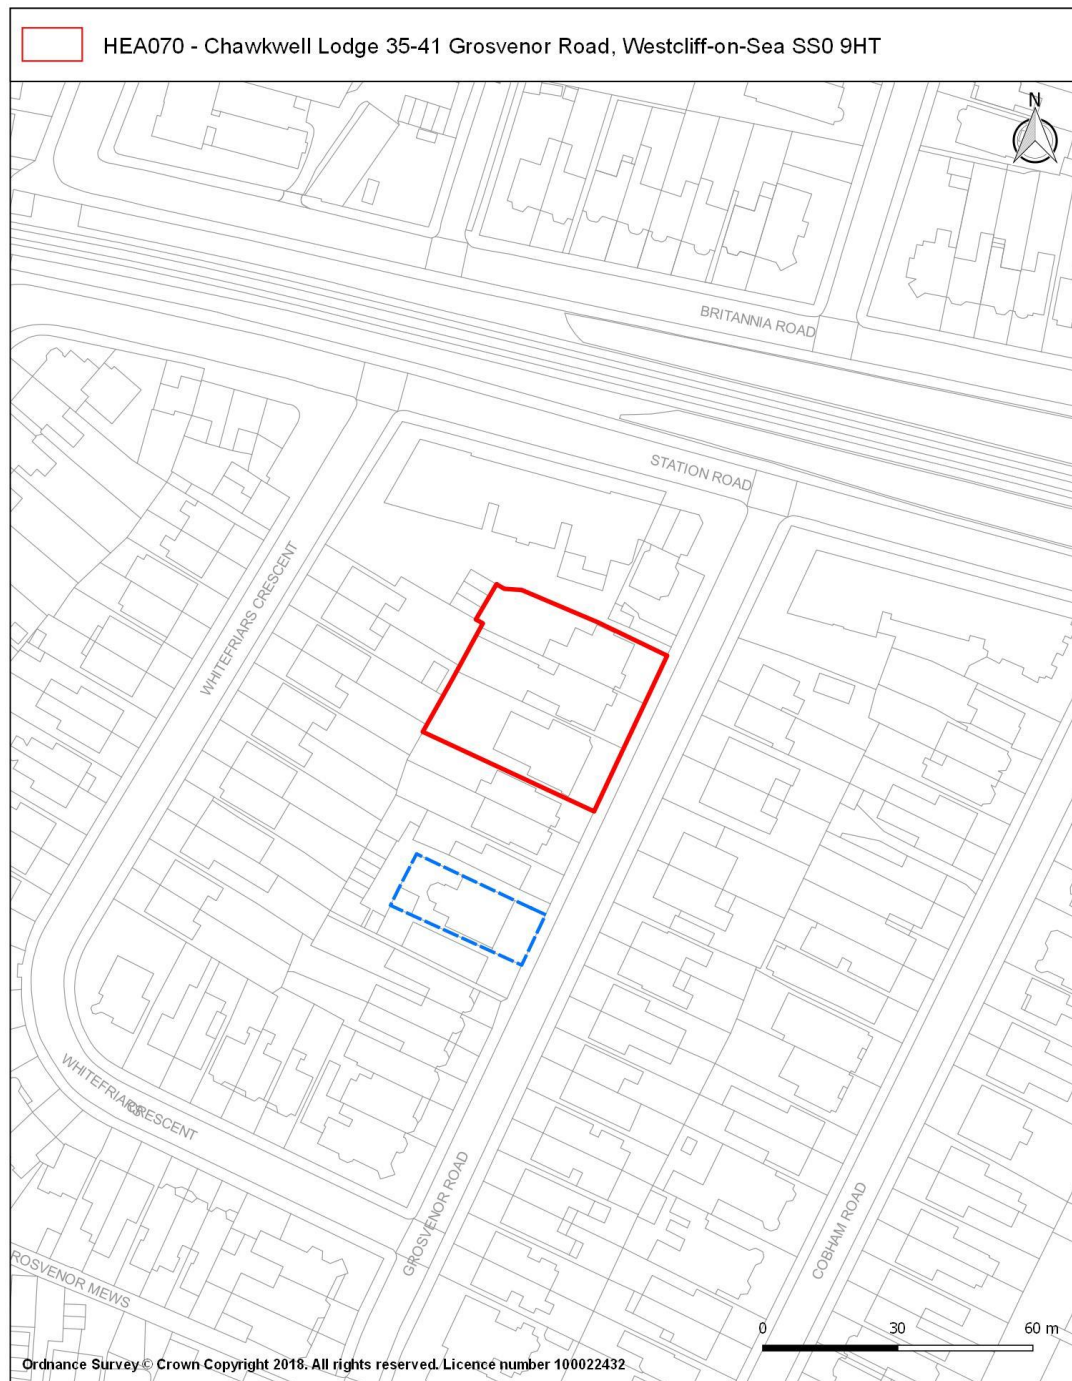 HEA070 - Chawkwell Lodge 35-41 Grosvenor Road, Westcliff-on-Sea SS0 9HT
N
BRITANNIA ROAD
STATION ROAD
WHITEFRIARS CRESCENT
WHITEFRIARS
CRESCENT
GROSVENOR ROAD
COBHAM ROAD
ROSVENOR MEWS
0 30 60 m
Ordnance Survey © Crown Copyright 2018. All rights reserved. Licence number 100022432